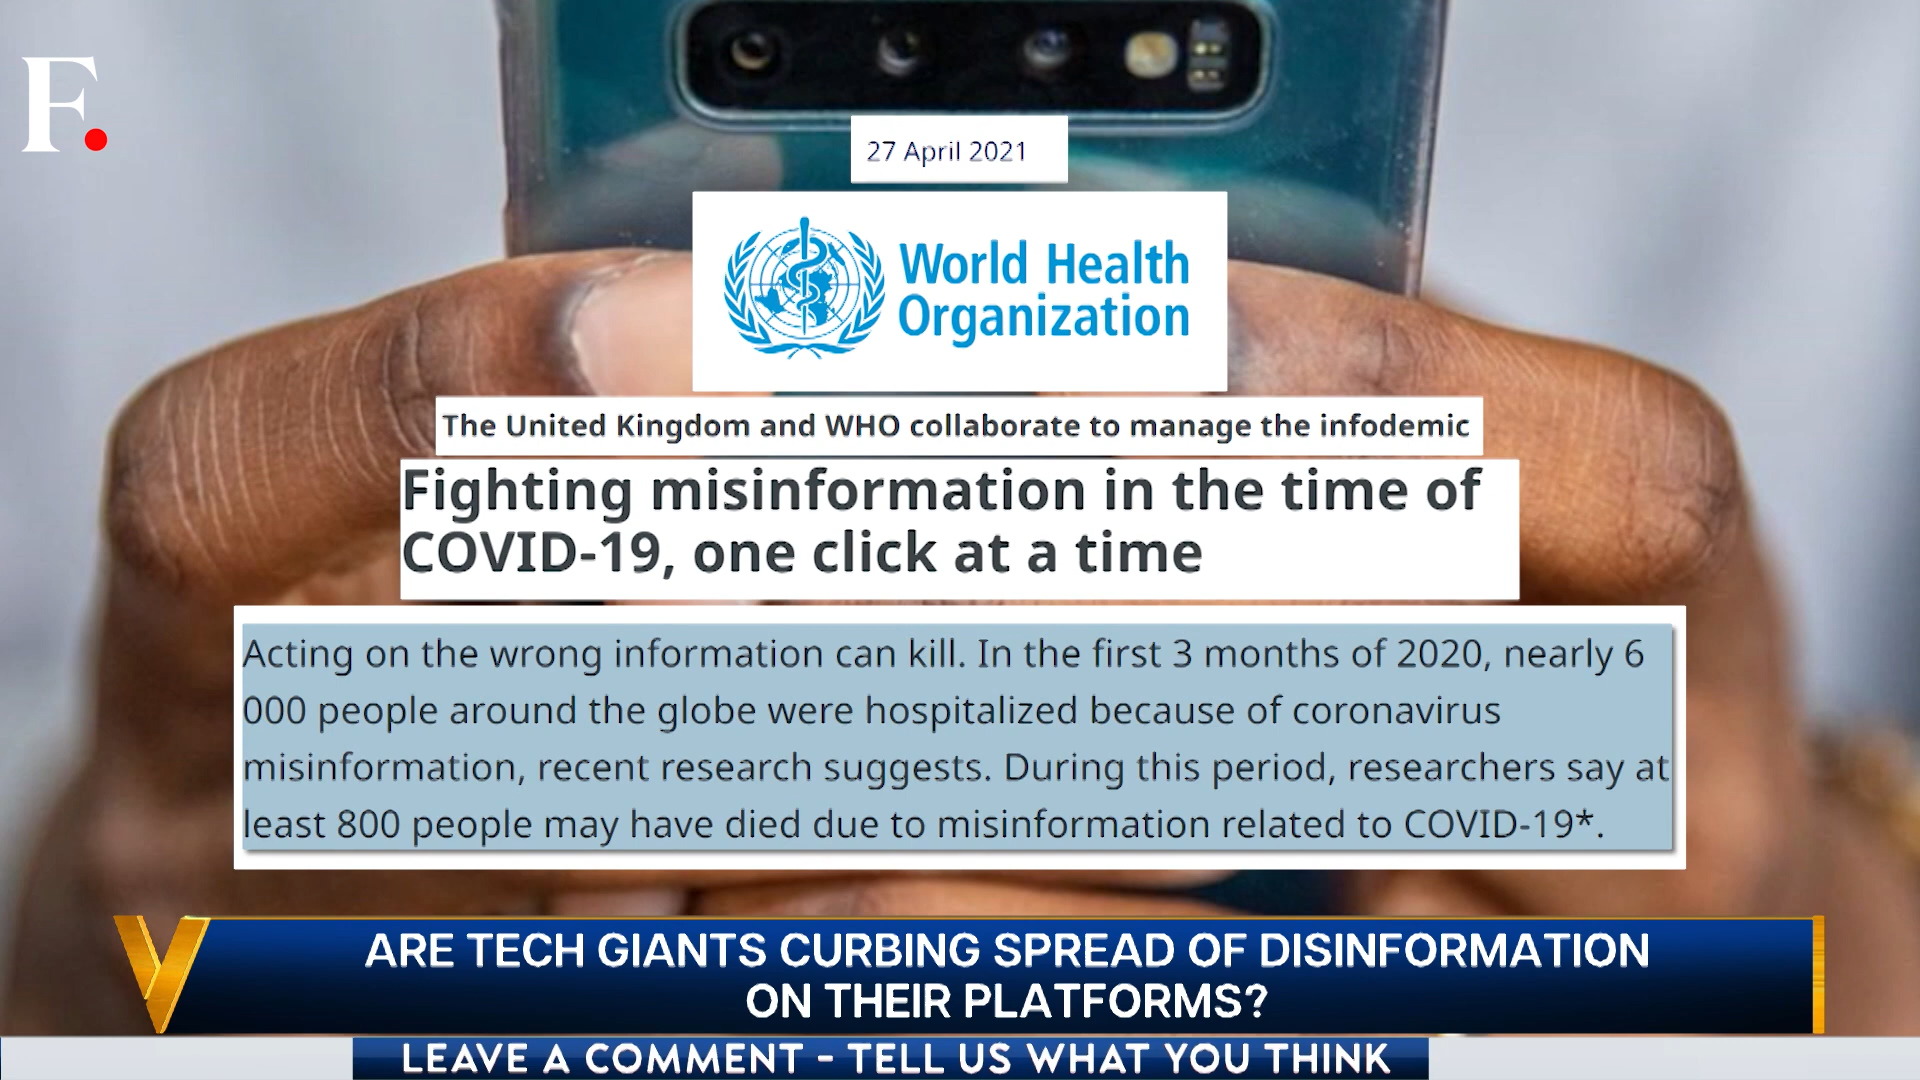 F.
27 April 2021
World Health
Organization
The United Kingdom and WHO collaborate to manage the infodemic
Fighting misinformation in the time of
COVID-19, one click at a time
Acting on the wrong information can kill. In the first 3 months of 2020, nearly 6
000 people around the globe were hospitalized because of coronavirus
misinformation, recent research suggests. During this period, researchers say at
least 800 people may have died due to misinformation related to COVID-19*.
V
ARE TECH GIANTS CURBING SPREAD OF DISINFORMATION
ON THEIR PLATFORMS?
LEAVE A COMMENT - TELL US WHAT YOU THINK